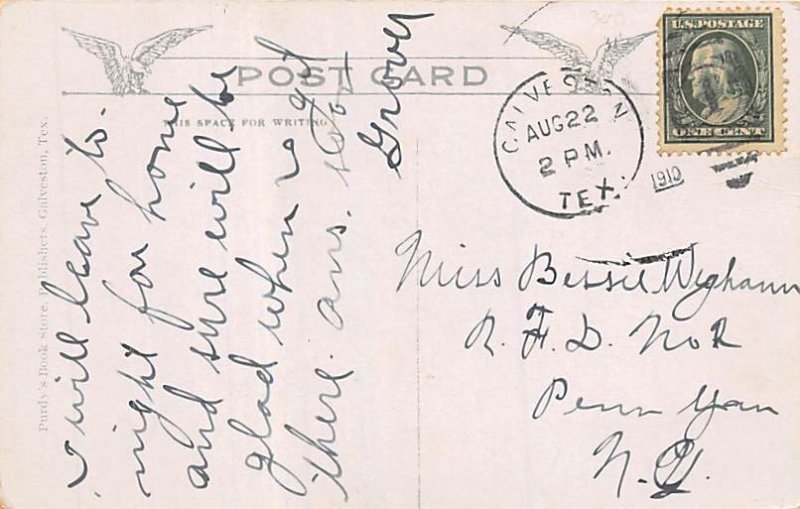 POST CARD
THIS SPACE FOR WRITING
U.S. POSTAGE
ONE CENT
GALVESTON
AUG 22
2 PM.
1910
TEX.
Purdy's Book Store, Publishers, Galveston, Tex.
I will leave to-
night for home
and sure will be
glad when I get
there. ans. soon
Grover
Miss Bessie Weghann
R. F. D. No
Penn Yan
N.Y.